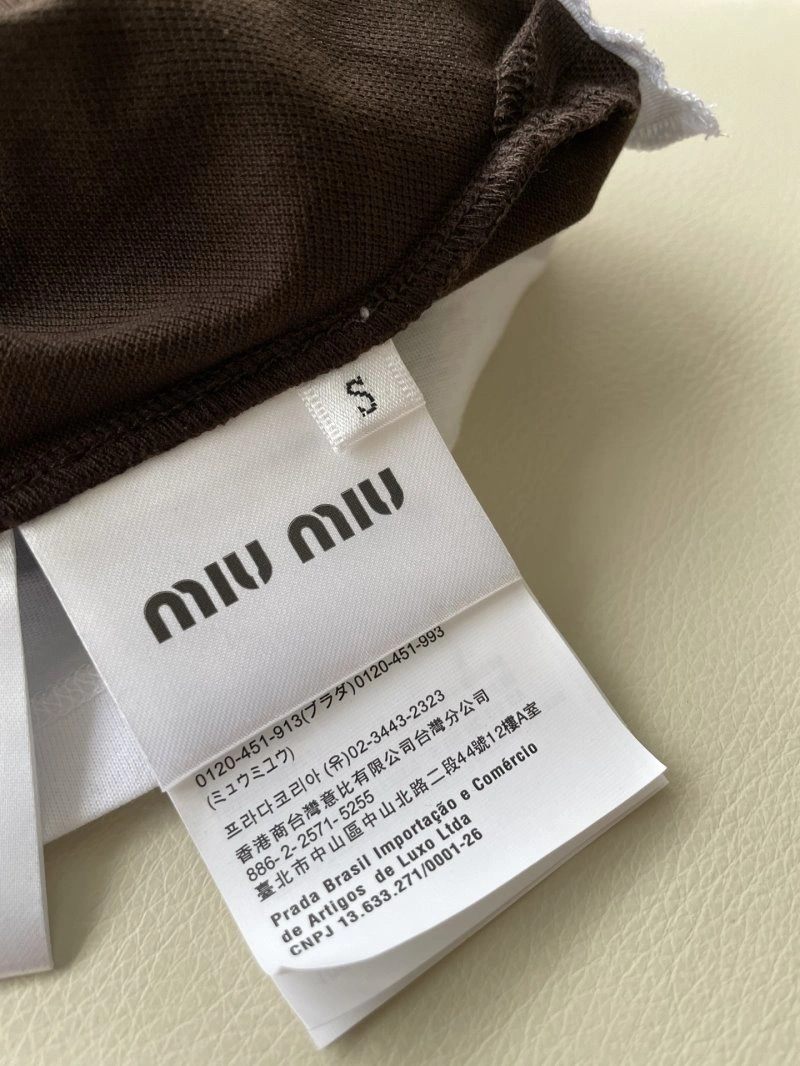 S
miu miu
0120-451-913(プラダ)0120-451-993
(ミュウミュウ)
프라다코리아 (유)02-3443-2323
香港商台灣意比有限公司台灣分公司
886-2-2571-5255
臺北市中山區中山北路二段44號12樓A室
Prada Brasil Importação e Comércio
de Artigos de Luxo Ltda
CNPJ 13.633.271/0001-26